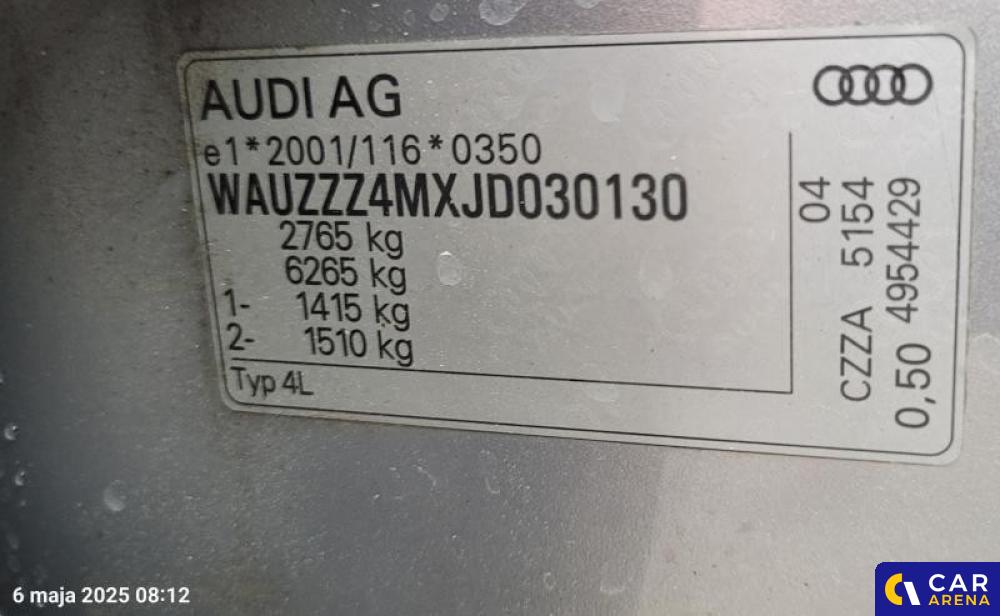 AUDI AG
e1*2001/116*0350
WAUZZZ4MXJD030130
2765 kg
6265 kg
1- 1415 kg
2- 1510 kg
Typ 4L
04
CZZA 5154
0,50 4954429
6 maja 2025 08:12
CAR
ARENA